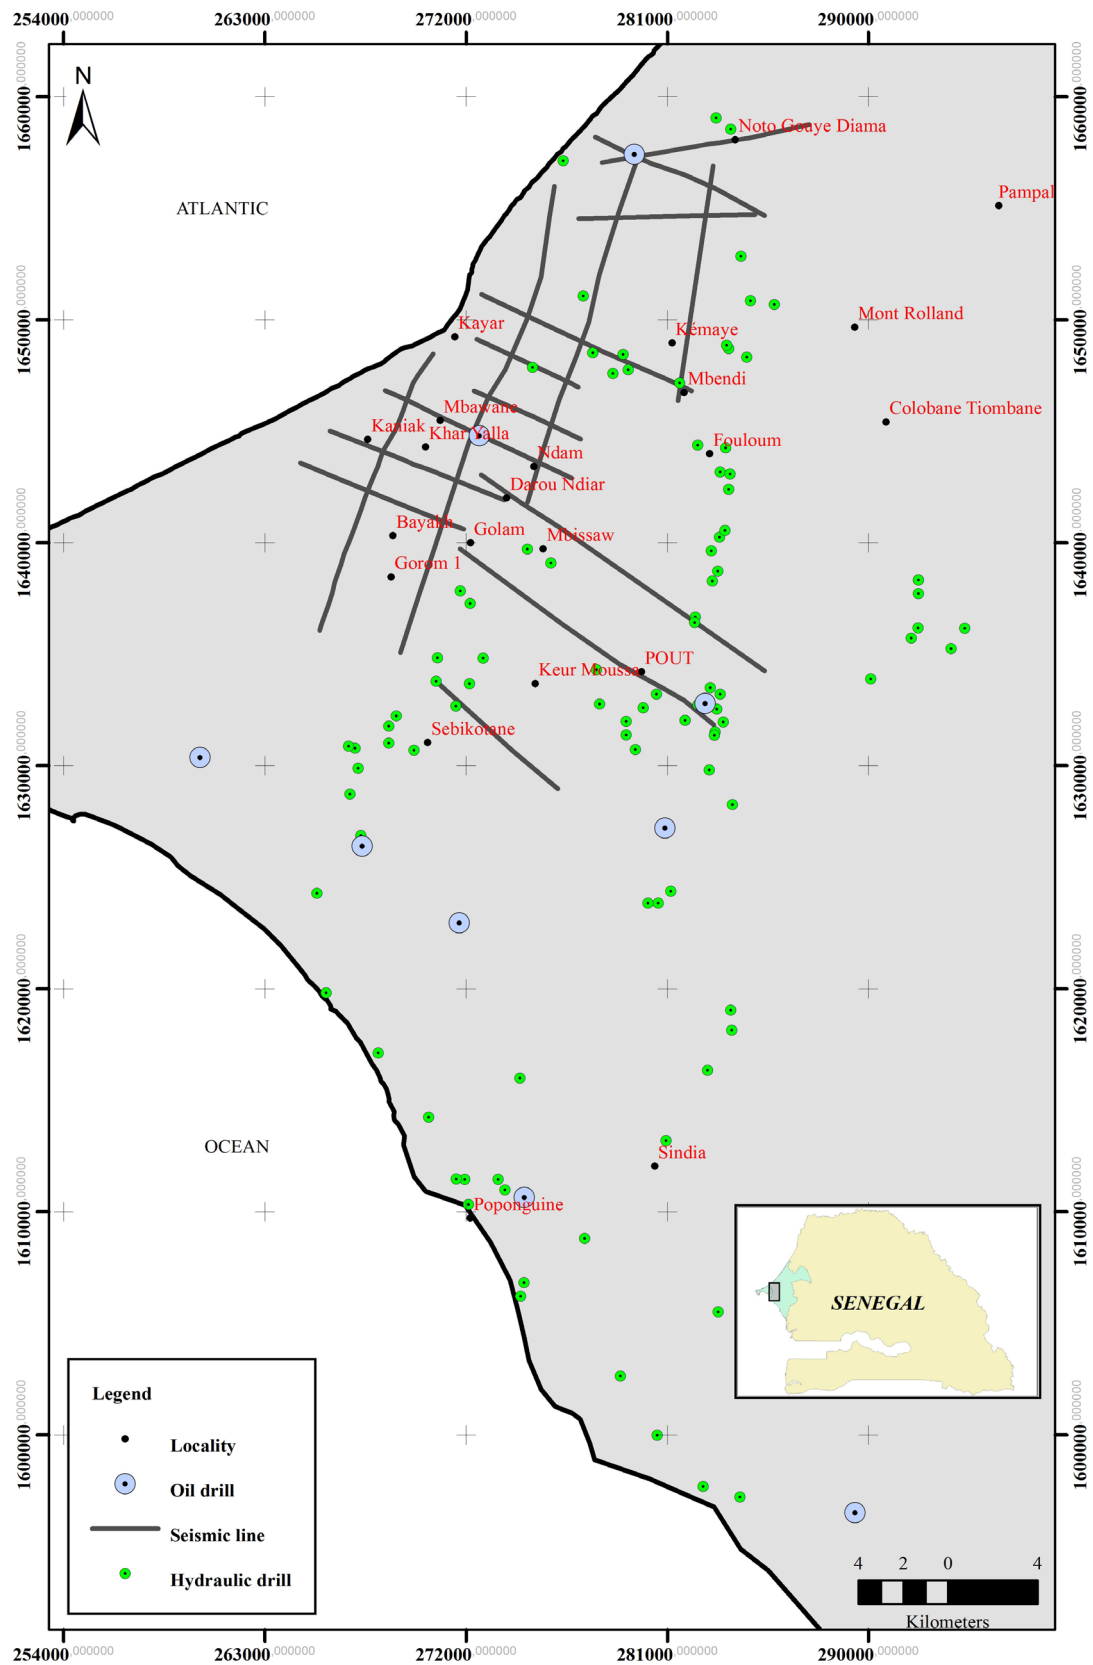 254000.000000 263000.000000 272000.000000 281000.000000 290000.000000
N
1660000.000000 1660000.000000
Noto Gouye Diama
Pampal
ATLANTIC
1650000.000000 1650000.000000
Mont Rolland
Kayar
Kémaye
Mbendi
Colobane Tiombane
Mbawane
Kaniak
Khar Yalla
Fouloum
Ndam
Darou Ndiar
1640000.000000 1640000.000000
Bayakh
Golam
Mbissaw
Gorom 1
POUT
Keur Moussa
Sebikotane
1630000.000000 1630000.000000
1620000.000000 1620000.000000
OCEAN
Sindia
1610000.000000 1610000.000000
Poponguine
SENEGAL
Legend
Locality
Oil drill
Seismic line
Hydraulic drill
1600000.000000 1600000.000000
4 2 0 4
Kilometers
254000.000000 263000.000000 272000.000000 281000.000000 290000.000000